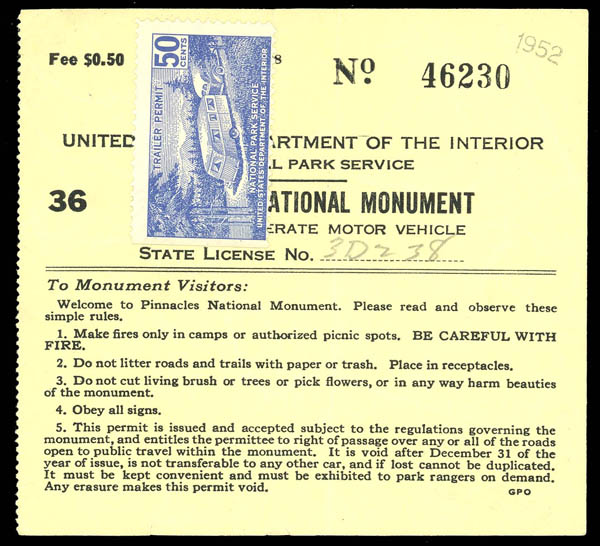 Fee $0.50
8
Nº 46230
1952
50 CENTS
TRAILER PERMIT
NATIONAL PARK SERVICE
UNITED STATES DEPARTMENT OF THE INTERIOR
UNITED ARTMENT OF THE INTERIOR
AL PARK SERVICE
36
ATIONAL MONUMENT
ERATE MOTOR VEHICLE
STATE LICENSE NO. 3D 2 38
To Monument Visitors:
Welcome to Pinnacles National Monument. Please read and observe these
simple rules.
1. Make fires only in camps or authorized picnic spots. BE CAREFUL WITH
FIRE.
2. Do not litter roads and trails with paper or trash. Place in receptacles.
3. Do not cut living brush or trees or pick flowers, or in any way harm beauties
of the monument.
4. Obey all signs.
5. This permit is issued and accepted subject to the regulations governing the
monument, and entitles the permittee to right of passage over any or all of the roads
open to public travel within the monument. It is void after December 31 of the
year of issue, is not transferable to any other car, and if lost cannot be duplicated.
It must be kept convenient and must be exhibited to park rangers on demand.
Any erasure makes this permit void.
GPO